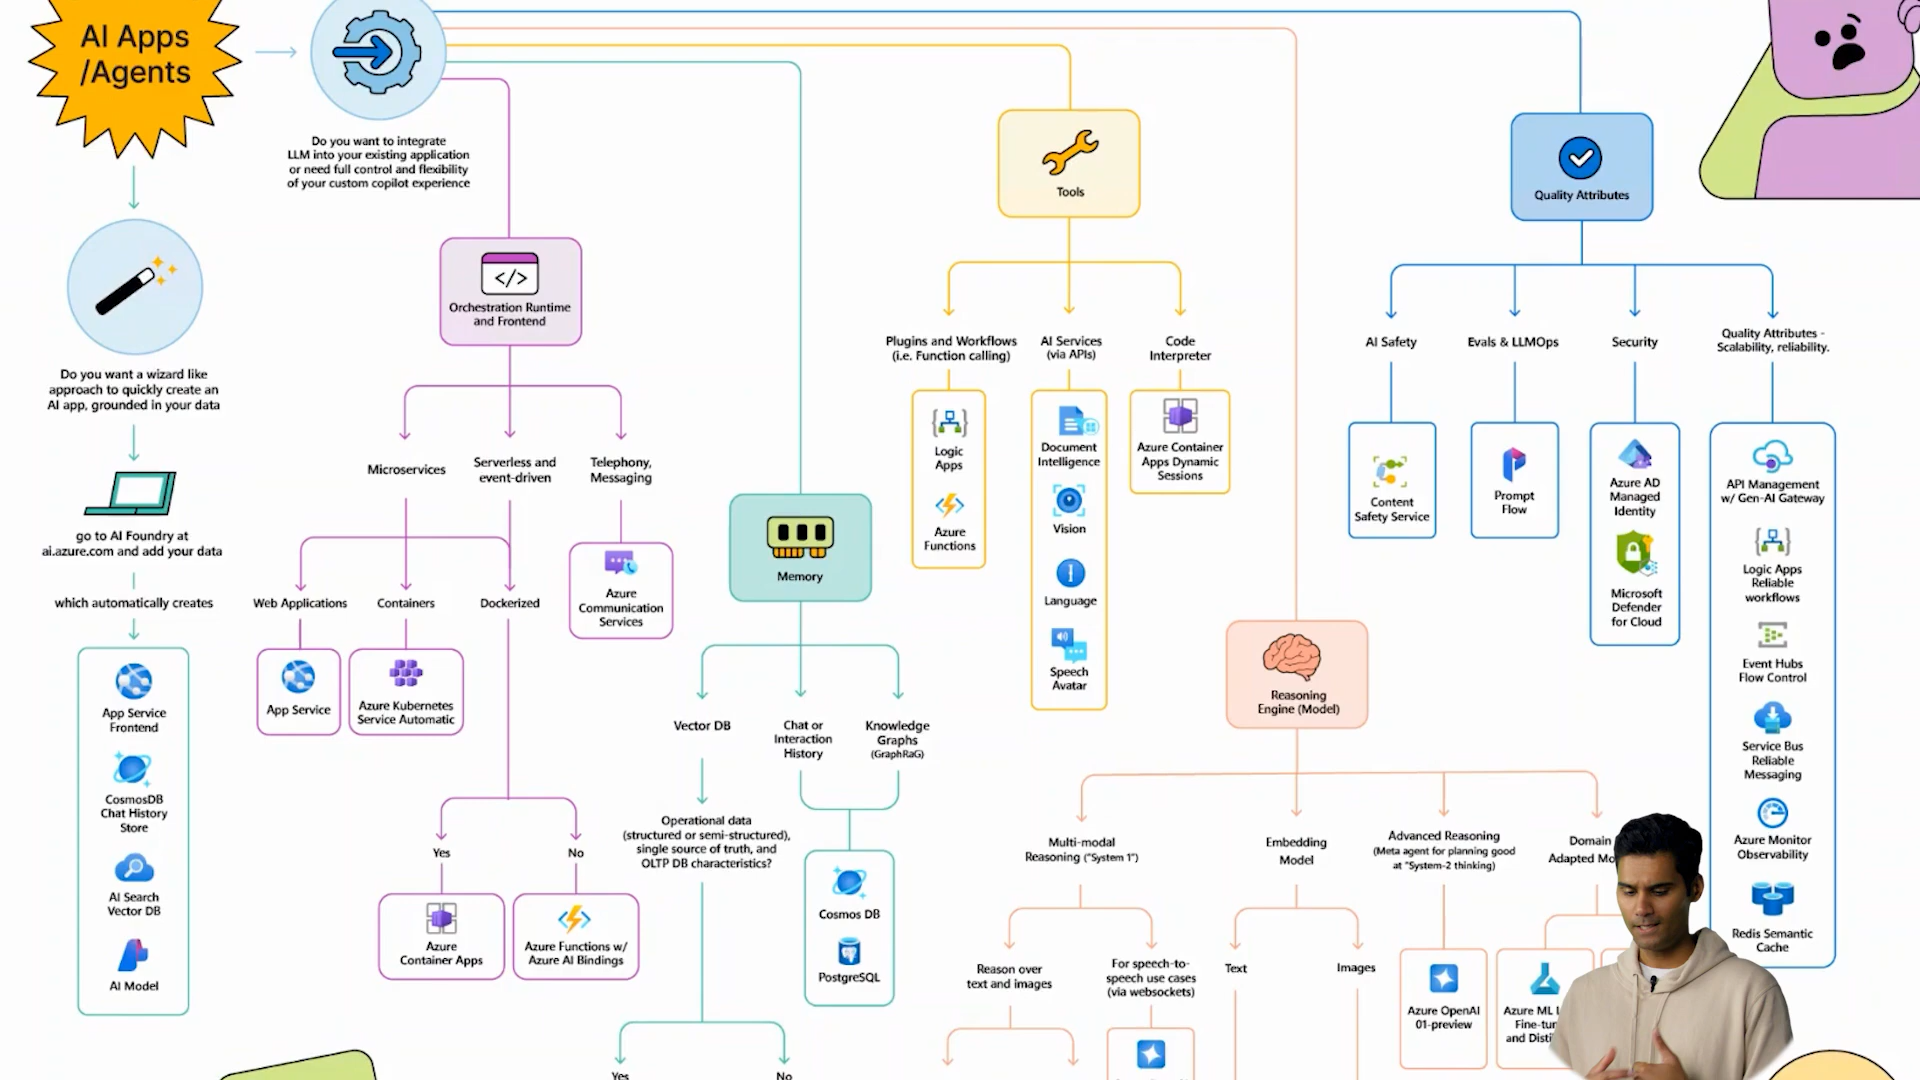 AI Apps
/Agents
Do you want to integrate
LLM into your existing application
or need full control and flexibility
of your custom copilot experience
Do you want a wizard like
approach to quickly create an
AI app, grounded in your data
go to AI Foundry at
ai.azure.com and add your data
which automatically creates
App Service
Frontend
CosmosDB
Chat History
Store
AI Search
Vector DB
AI Model
Orchestration Runtime
and Frontend
Microservices
Serverless and
event-driven
Telephony,
Messaging
Web Applications
Containers
Dockerized
Azure
Communication
Services
App Service
Azure Kubernetes
Service Automatic
Yes
No
Azure
Container Apps
Azure Functions w/
Azure AI Bindings
Memory
Vector DB
Chat or
Interaction
History
Knowledge
Graphs
(GraphRaG)
Operational data
(structured or semi-structured),
single source of truth, and
OLTP DB characteristics?
Cosmos DB
PostgreSQL
Yes
No
Tools
Plugins and Workflows
(i.e. Function calling)
AI Services
(via APIs)
Code
Interpreter
Logic
Apps
Azure
Functions
Document
Intelligence
Vision
Language
Speech
Avatar
Azure Container
Apps Dynamic
Sessions
Reasoning
Engine (Model)
Multi-modal
Reasoning ("System 1")
Embedding
Model
Advanced Reasoning
(Meta agent for planning good
at "System-2 thinking)
Domain
Adapted
Reason over
text and images
For speech-to-
speech use cases
(via websockets)
Text
Images
Azure OpenAI
01-preview
Azure ML
Quality Attributes
AI Safety
Evals & LLMOps
Security
Quality Attributes -
Scalability, reliability.
Content
Safety Service
Prompt
Flow
Azure AD
Managed
Identity
Microsoft
Defender
for Cloud
API Management
w/ Gen-AI Gateway
Logic Apps
Reliable
workflows
Event Hubs
Flow Control
Service Bus
Reliable
Messaging
Azure Monitor
Observability
Redis Semantic
Cache